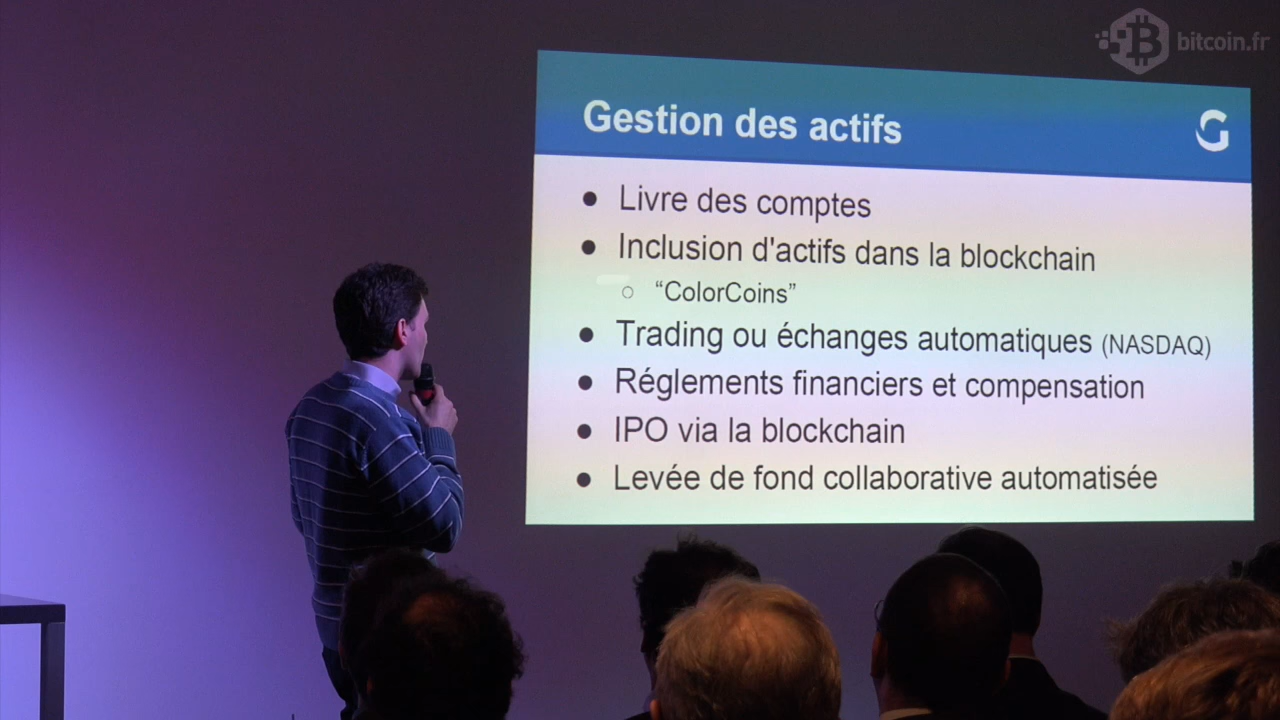 bitcoin.fr
Gestion des actifs
● Livre des comptes
● Inclusion d'actifs dans la blockchain
○ “ColorCoins”
● Trading ou échanges automatiques (NASDAQ)
● Réglements financiers et compensation
● IPO via la blockchain
● Levée de fond collaborative automatisée